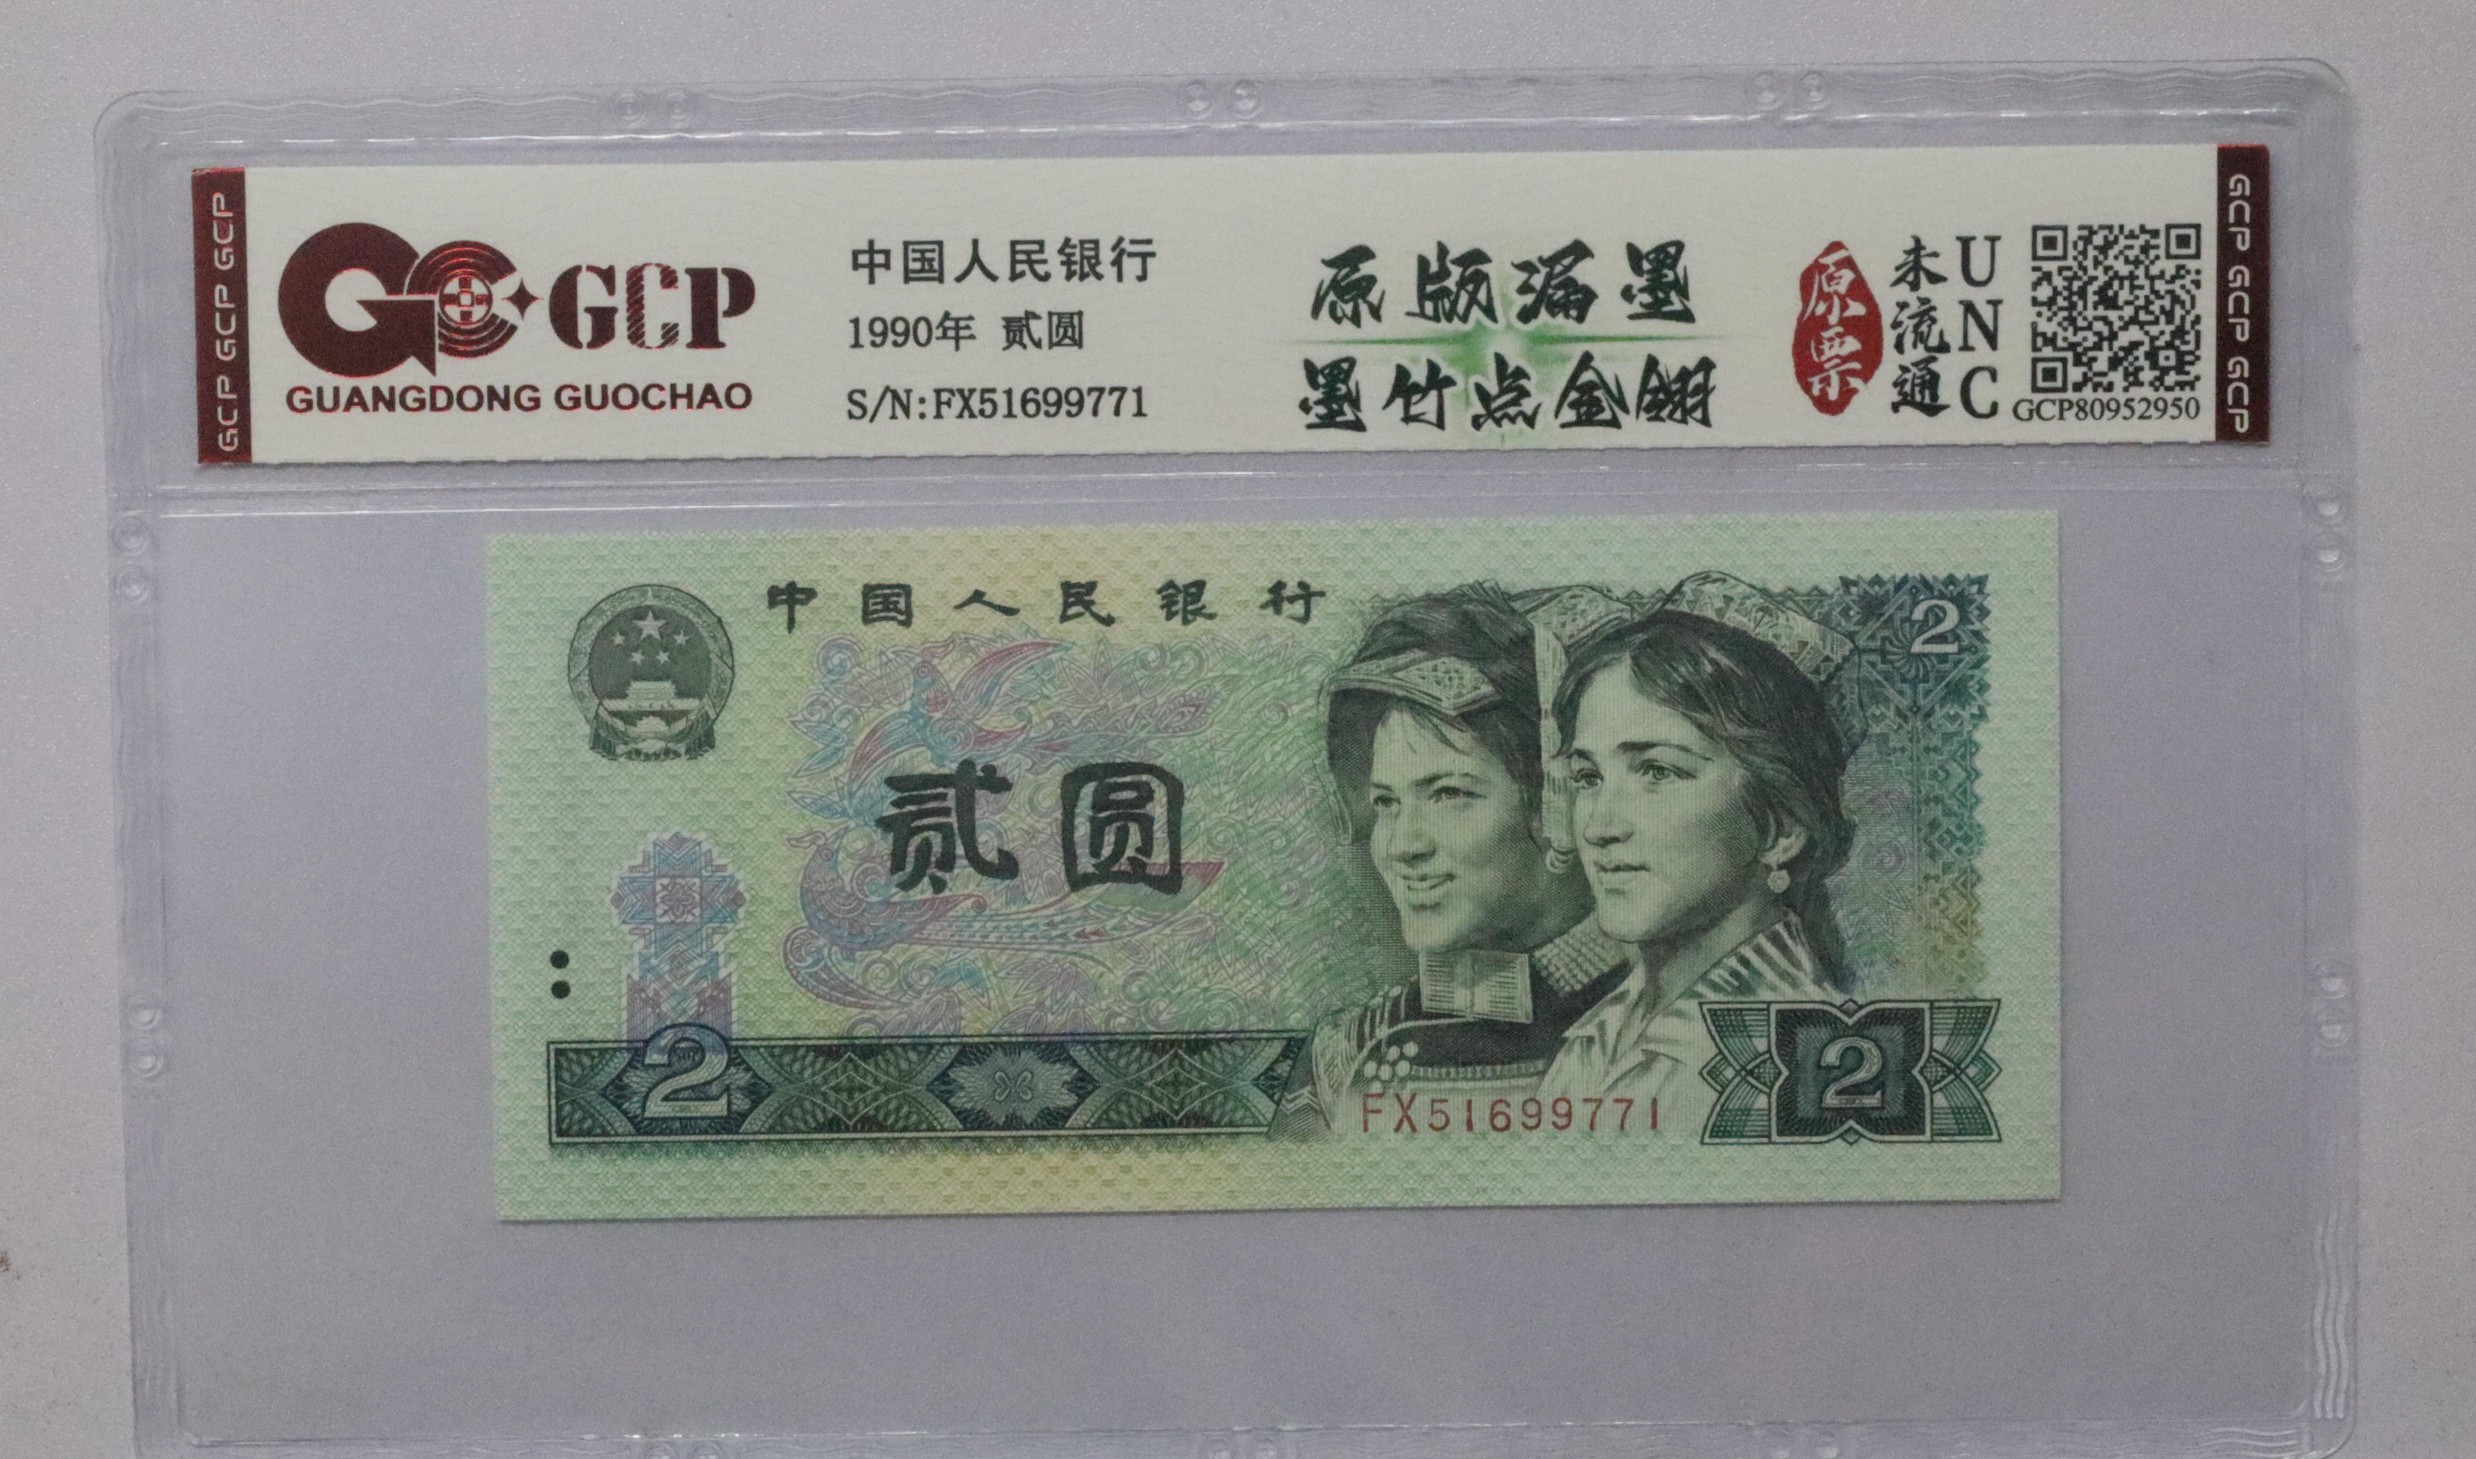 GCP GCP GCP
GCP
GUANGDONG GUOCHAO
中国人民银行
1990年 贰圆
S/N:FX51699771
原版漏墨
墨竹点金翅
原票
未流通
UNC
GCP80952950
GCP GCP GCP
中国人民银行
2
贰圆
2
FX51699771
2